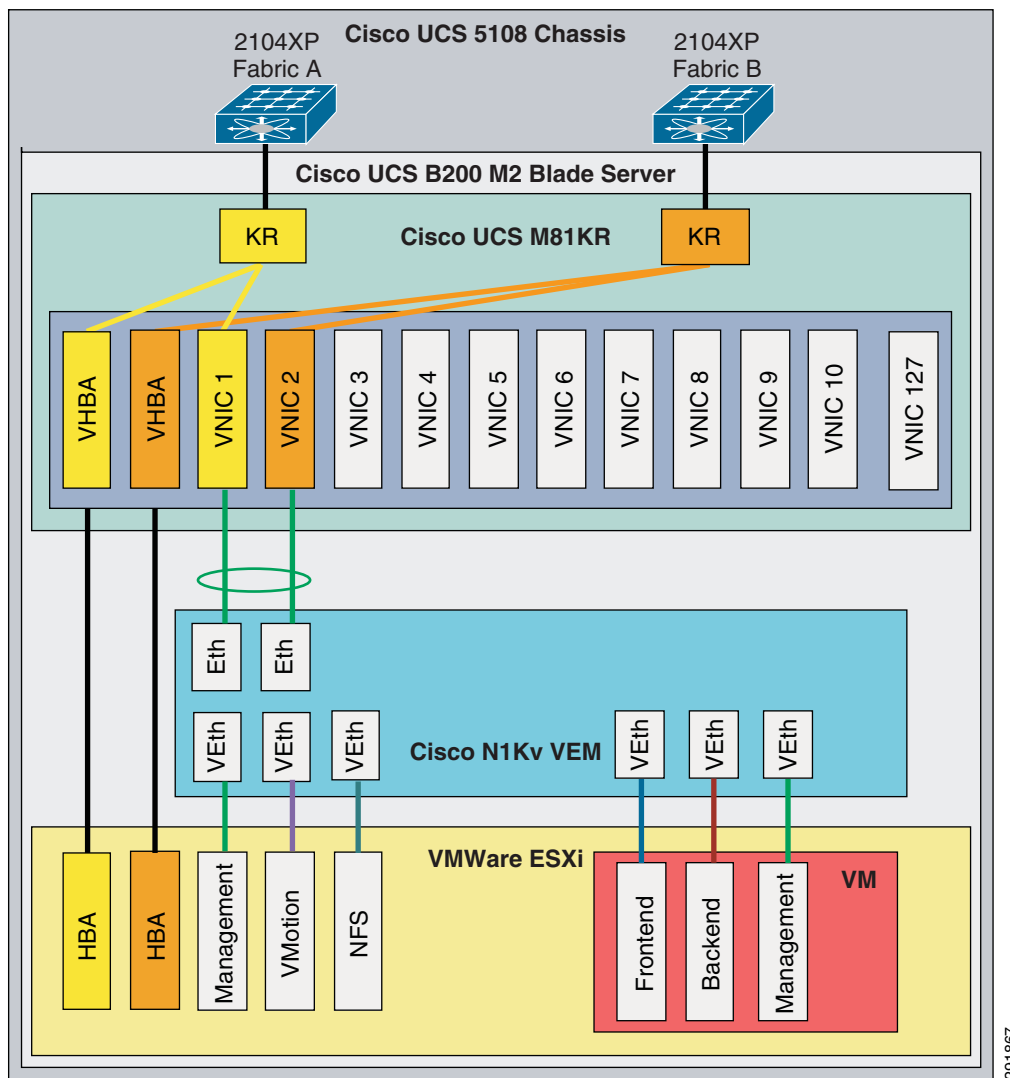 Cisco UCS 5108 Chassis
2104XP
Fabric A
2104XP
Fabric B
Cisco UCS B200 M2 Blade Server
KR
Cisco UCS M81KR
KR
VHBA
VHBA
VNIC 1
VNIC 2
VNIC 3
VNIC 4
VNIC 5
VNIC 6
VNIC 7
VNIC 8
VNIC 9
VNIC 10
VNIC 127
Eth
Eth
VEth
VEth
VEth
Cisco N1Kv VEM
VEth
VEth
VEth
VMWare ESXi
HBA
HBA
Management
VMotion
NFS
VM
Frontend
Backend
Management